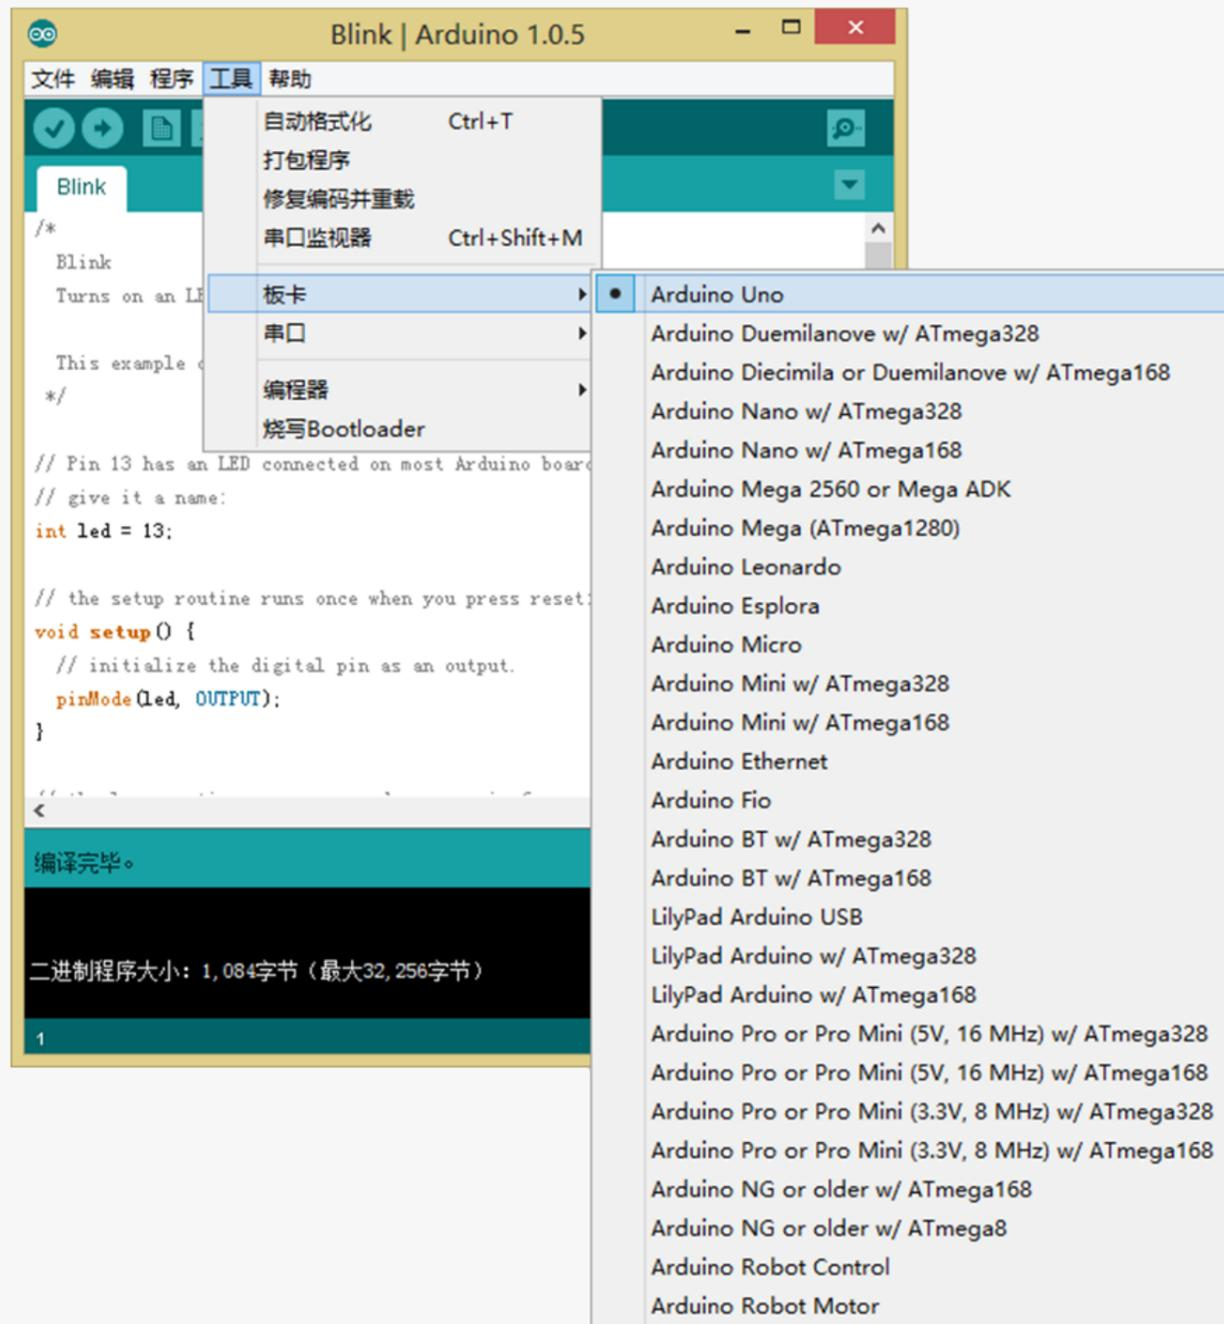 Blink | Arduino 1.0.5
文件 编辑 程序 工具 帮助
自动格式化 Ctrl+T
打包程序
修复编码并重载
串口监视器 Ctrl+Shift+M
板卡
串口
编程器
烧写Bootloader
Arduino Uno
Arduino Duemilanove w/ ATmega328
Arduino Diecimila or Duemilanove w/ ATmega168
Arduino Nano w/ ATmega328
Arduino Nano w/ ATmega168
Arduino Mega 2560 or Mega ADK
Arduino Mega (ATmega1280)
Arduino Leonardo
Arduino Esplora
Arduino Micro
Arduino Mini w/ ATmega328
Arduino Mini w/ ATmega168
Arduino Ethernet
Arduino Fio
Arduino BT w/ ATmega328
Arduino BT w/ ATmega168
LilyPad Arduino USB
LilyPad Arduino w/ ATmega328
LilyPad Arduino w/ ATmega168
Arduino Pro or Pro Mini (5V, 16 MHz) w/ ATmega328
Arduino Pro or Pro Mini (5V, 16 MHz) w/ ATmega168
Arduino Pro or Pro Mini (3.3V, 8 MHz) w/ ATmega328
Arduino Pro or Pro Mini (3.3V, 8 MHz) w/ ATmega168
Arduino NG or older w/ ATmega168
Arduino NG or older w/ ATmega8
Arduino Robot Control
Arduino Robot Motor
Blink
/*
Blink
Turns on an
This example
*/
// Pin 13 has an LED connected on most Arduino boar
// give it a name:
int led = 13;
// the setup routine runs once when you press reset:
void setup() {
// initialize the digital pin as an output.
pinMode(led, OUTPUT);
}
编译完毕。
二进制程序大小：1,084字节（最大32,256字节）
1